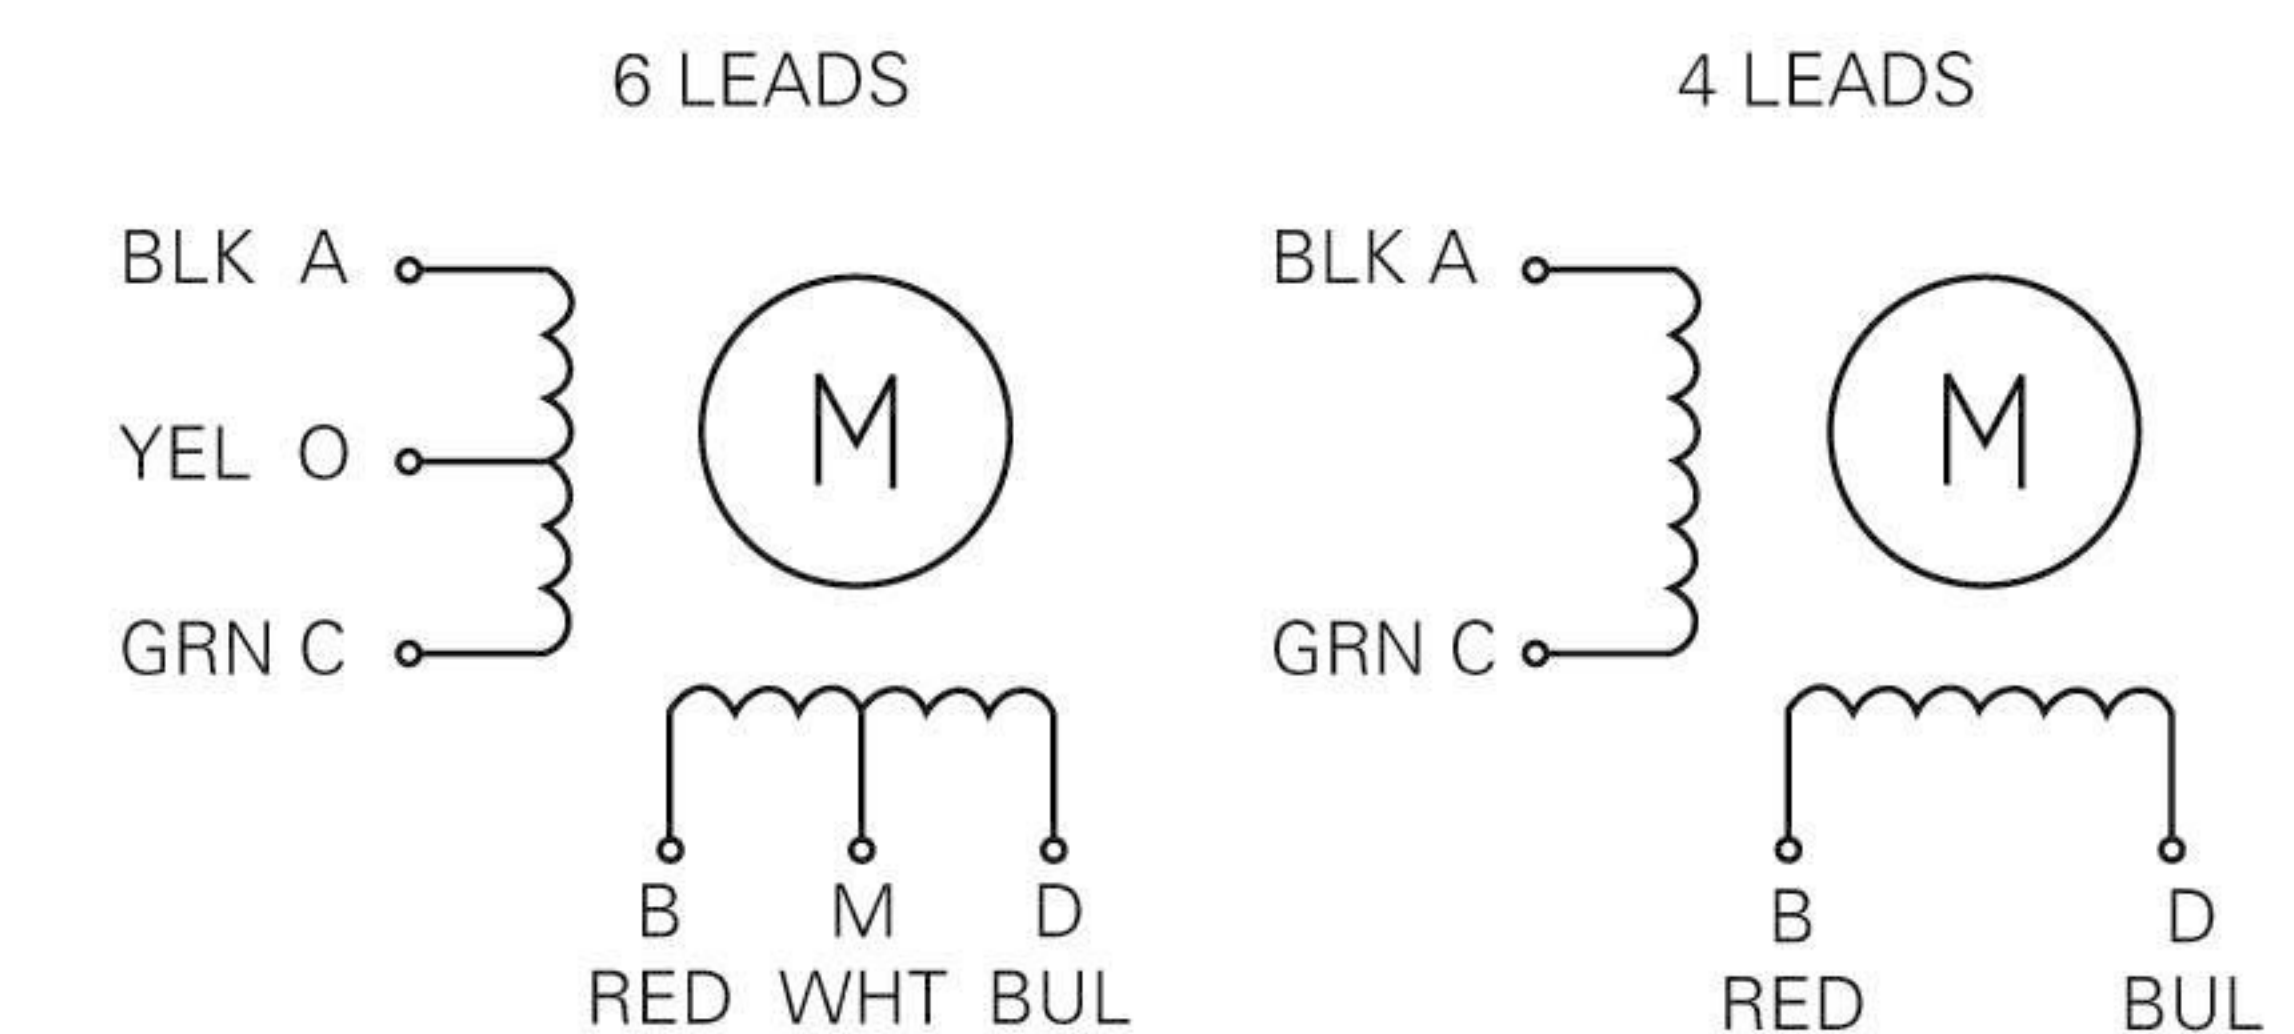 6 LEADS
BLK A
YEL O
GRN C
M
B M D
RED WHT BUL
4 LEADS
BLK A
GRN C
M
B D
RED BUL